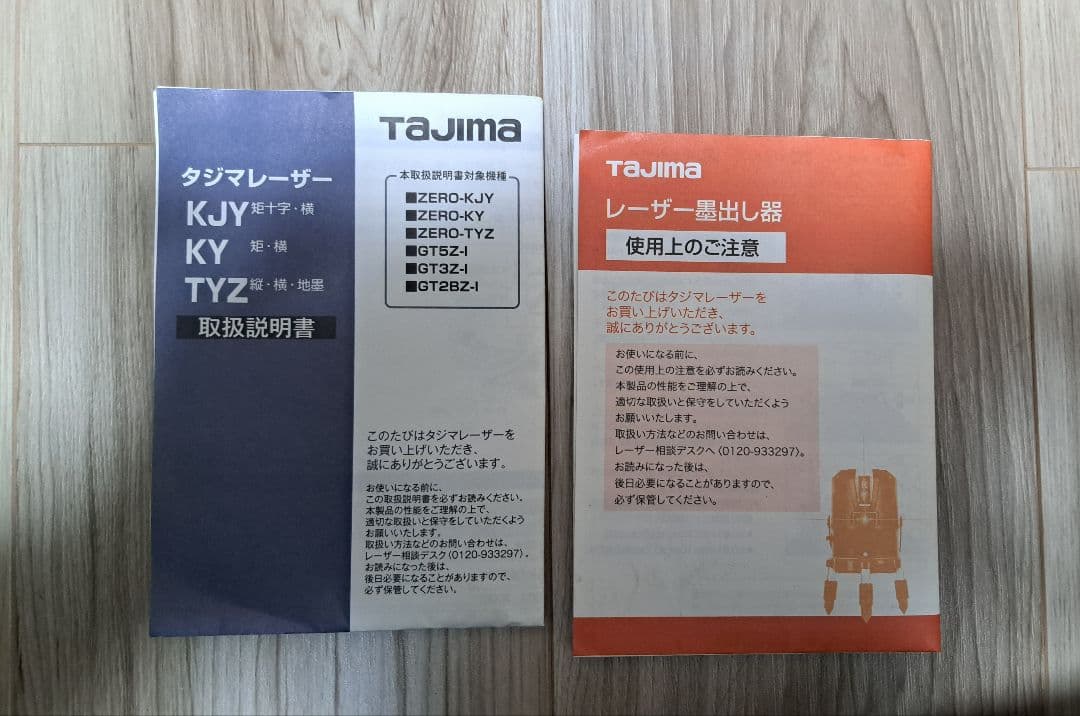 タジマレーザー
KJY 矩十字・横
KY 矩・横
TYZ 縦・横・地墨
取扱説明書
TAJIMA
本取扱説明書対象機種
■ZERO-KJY
■ZERO-KY
■ZERO-TYZ
■GT5Z-I
■GT3Z-I
■GT2BZ-I
このたびはタジマレーザーを
お買い上げいただき、
誠にありがとうございます。
お使いになる前に、
この取扱説明書を必ずお読みください。
本製品の性能をご理解の上で、
適切な取扱いと保守をしていただくよう
お願いいたします。
取扱い方法などのお問い合わせは、
レーザー相談デスク(0120-933297)。
お読みになった後は、
後日必要になることがありますので、
必ず保管してください。
TAJIMA
レーザー墨出し器
使用上のご注意
このたびはタジマレーザーを
お買い上げいただき、
誠にありがとうございます。
お使いになる前に、
この使用上の注意を必ずお読みください。
本製品の性能をご理解の上で、
適切な取扱いと保守をしていただくよう
お願いいたします。
取扱い方法などのお問い合わせは、
レーザー相談デスクへ(0120-933297)。
お読みになった後は、
後日必要になることがありますので、
必ず保管してください。